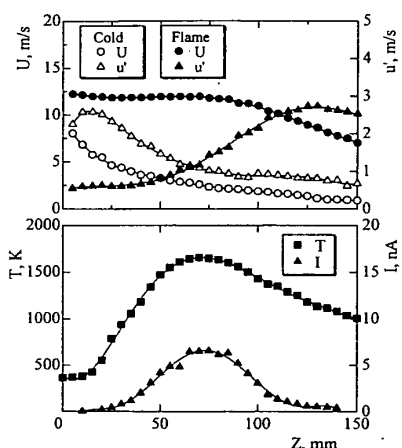 20 5
Cold Flame
U U
u' u'
15 4
10 3
5 2
1
0 0
U, m/s
u', m/s
2000 20
T
I
1500 15
1000 10
500 5
0
0 50 100 150
T, K
I, nA
Z, mm